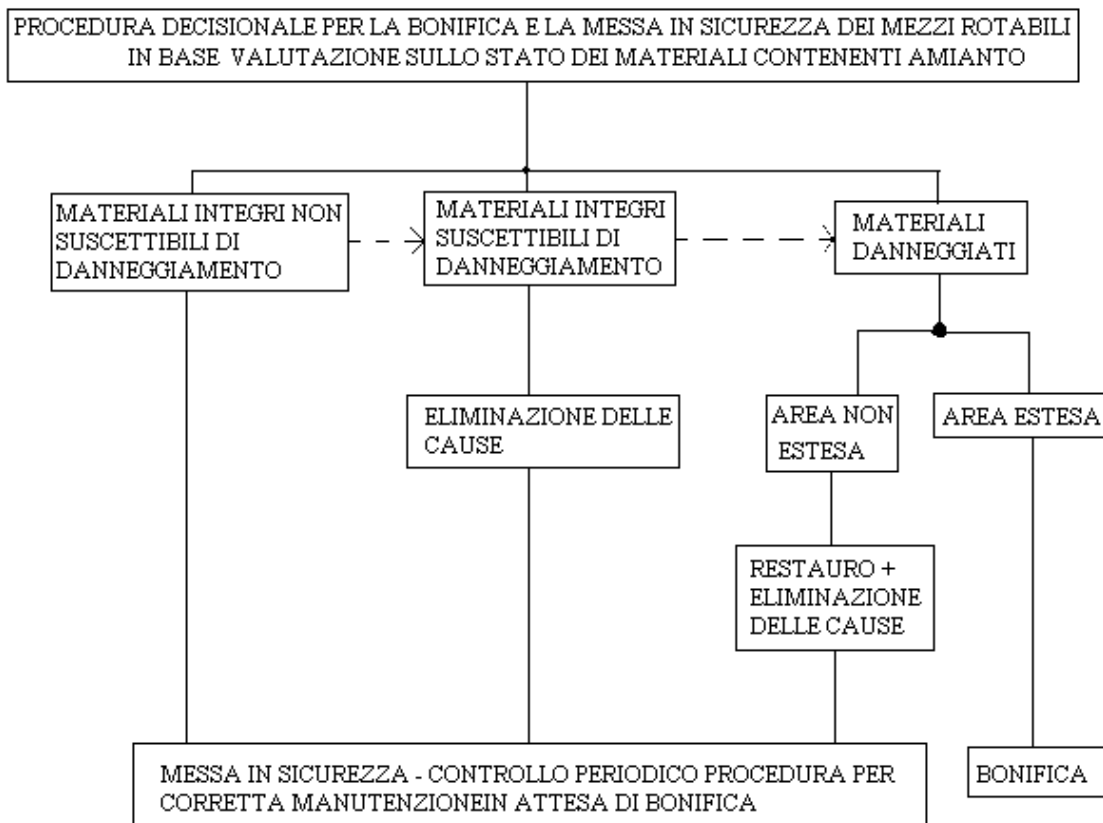 PROCEDURA DECISIONALE PER LA BONIFICA E LA MESSA IN SICUREZZA DEI MEZZI ROTABILI
IN BASE VALUTAZIONE SULLO STATO DEI MATERIALI CONTENENTI AMIANTO
MATERIALI INTEGRI NON
SUSCETTIBILI DI
DANNEGGIAMENTO
MATERIALI INTEGRI
SUSCETTIBILI DI
DANNEGGIAMENTO
MATERIALI
DANNEGGIATI
ELIMINAZIONE DELLE
CAUSE
AREA NON
ESTESA
AREA ESTESA
RESTAURO +
ELIMINAZIONE
DELLE CAUSE
MESSA IN SICUREZZA - CONTROLLO PERIODICO PROCEDURA PER
CORRETTA MANUTENZIONEIN ATTESA DI BONIFICA
BONIFICA